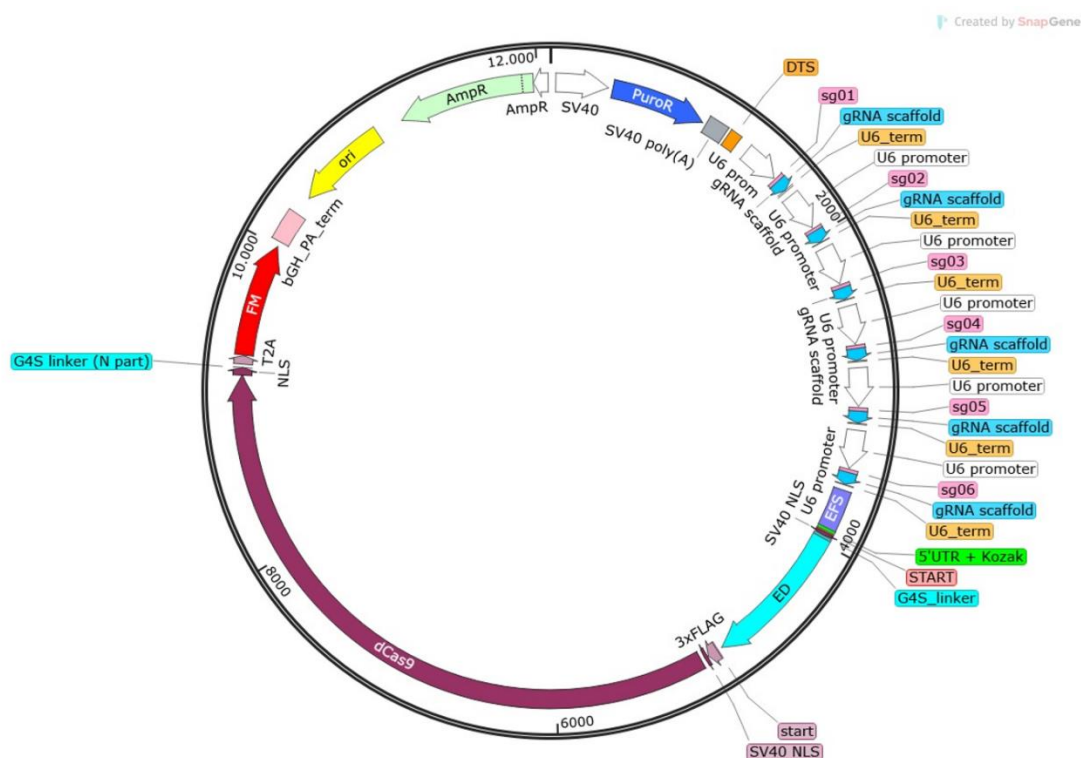 Created by SnapGene
12.000
AmpR
AmpR
SV40
PuroR
SV40 poly(A)
DTS
U6 prom
sg01
gRNA scaffold
U6_term
U6 promoter
gRNA scaffold
sg02
2000
gRNA scaffold
U6_term
U6 promoter
U6 promoter
sg03
U6_term
U6 promoter
U6 promoter
gRNA scaffold
sg04
gRNA scaffold
U6_term
U6 promoter
sg05
gRNA scaffold
U6_term
U6 promoter
U6 promoter
sg06
gRNA scaffold
U6_term
SV40 NLS
EFS
4000
5'UTR + Kozak
START
G4S_linker
ED
3xFLAG
start
SV40 NLS
6000
dCas9
8000
NLS
T2A
G4S linker (N part)
FM
10.000
bGH_PA_term
ori